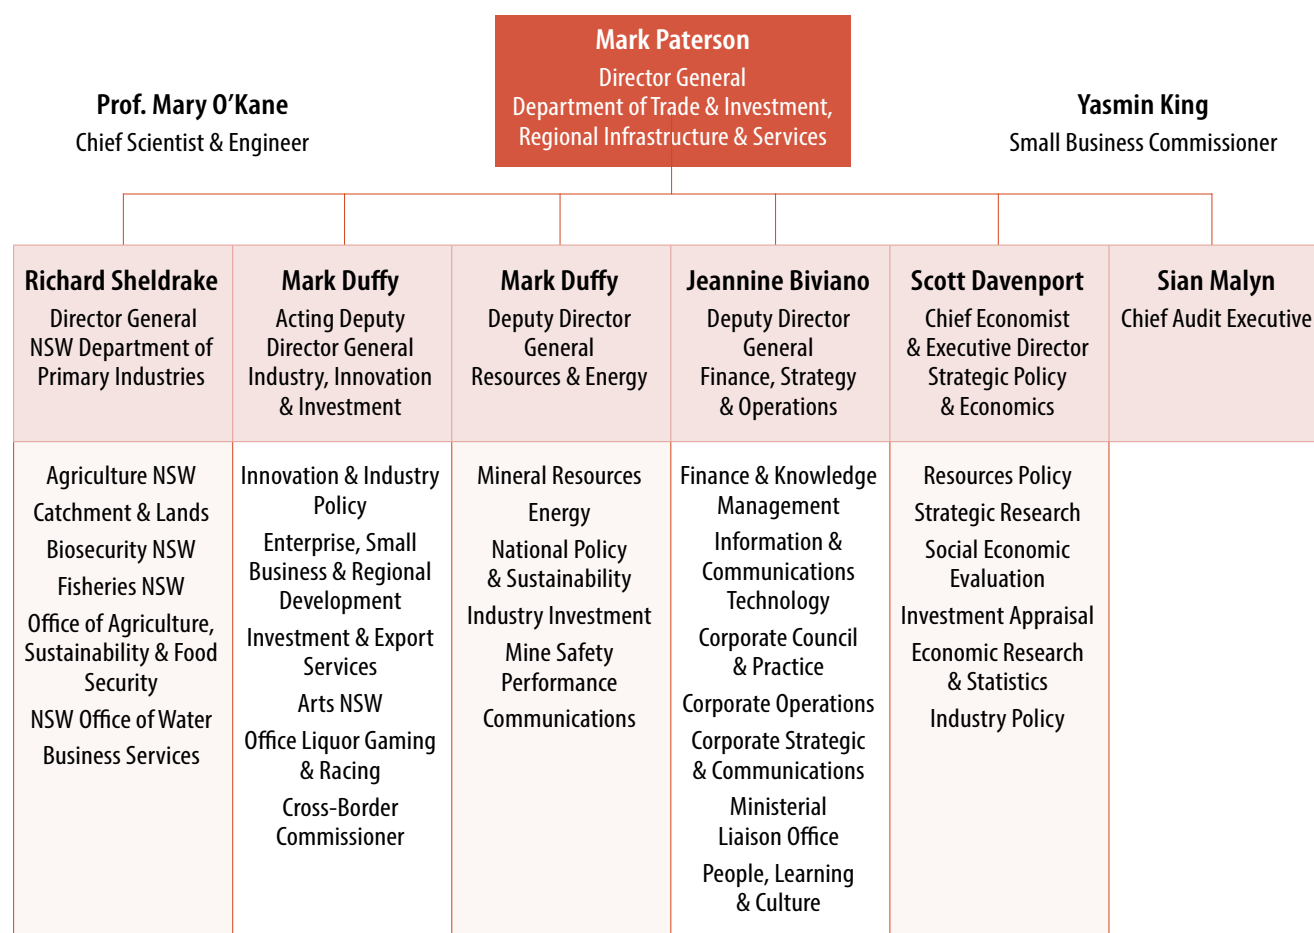 Mark Paterson
Director General
Department of Trade & Investment,
Regional Infrastructure & Services
Prof. Mary O’Kane
Chief Scientist & Engineer
Yasmin King
Small Business Commissioner
Richard Sheldrake
Director General
NSW Department of
Primary Industries
Mark Duffy
Acting Deputy
Director General
Industry, Innovation
& Investment
Mark Duffy
Deputy Director
General
Resources & Energy
Jeannine Biviano
Deputy Director
General
Finance, Strategy
& Operations
Scott Davenport
Chief Economist
& Executive Director
Strategic Policy
& Economics
Sian Malyn
Chief Audit Executive
Agriculture NSW
Catchment & Lands
Biosecurity NSW
Fisheries NSW
Office of Agriculture,
Sustainability & Food
Security
NSW Office of Water
Business Services
Innovation & Industry
Policy
Enterprise, Small
Business & Regional
Development
Investment & Export
Services
Arts NSW
Office Liquor Gaming
& Racing
Cross-Border
Commissioner
Mineral Resources
Energy
National Policy
& Sustainability
Industry Investment
Mine Safety
Performance
Communications
Finance & Knowledge
Management
Information &
Communications
Technology
Corporate Council
& Practice
Corporate Operations
Corporate Strategic
& Communications
Ministerial
Liaison Office
People, Learning
& Culture
Resources Policy
Strategic Research
Social Economic
Evaluation
Investment Appraisal
Economic Research
& Statistics
Industry Policy